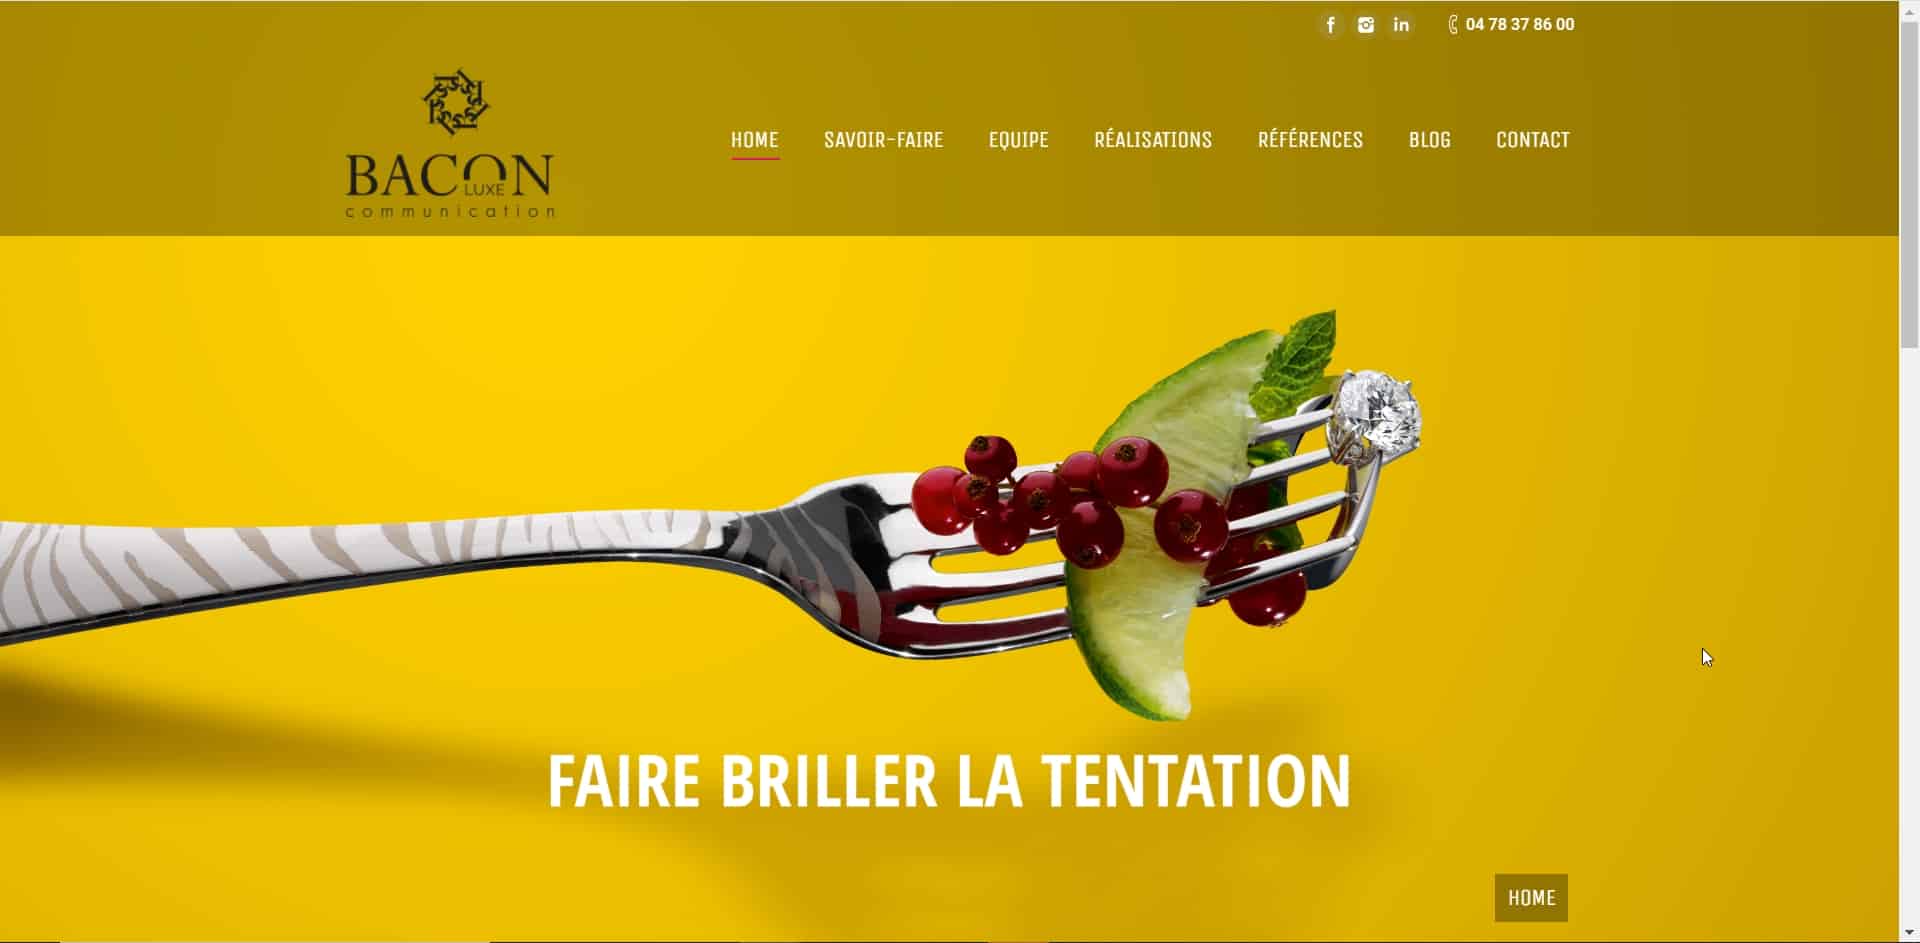 04 78 37 86 00
BACON
LUXE
communication
HOME SAVOIR-FAIRE EQUIPE RÉALISATIONS RÉFÉRENCES BLOG CONTACT
FAIRE BRILLER LA TENTATION
HOME